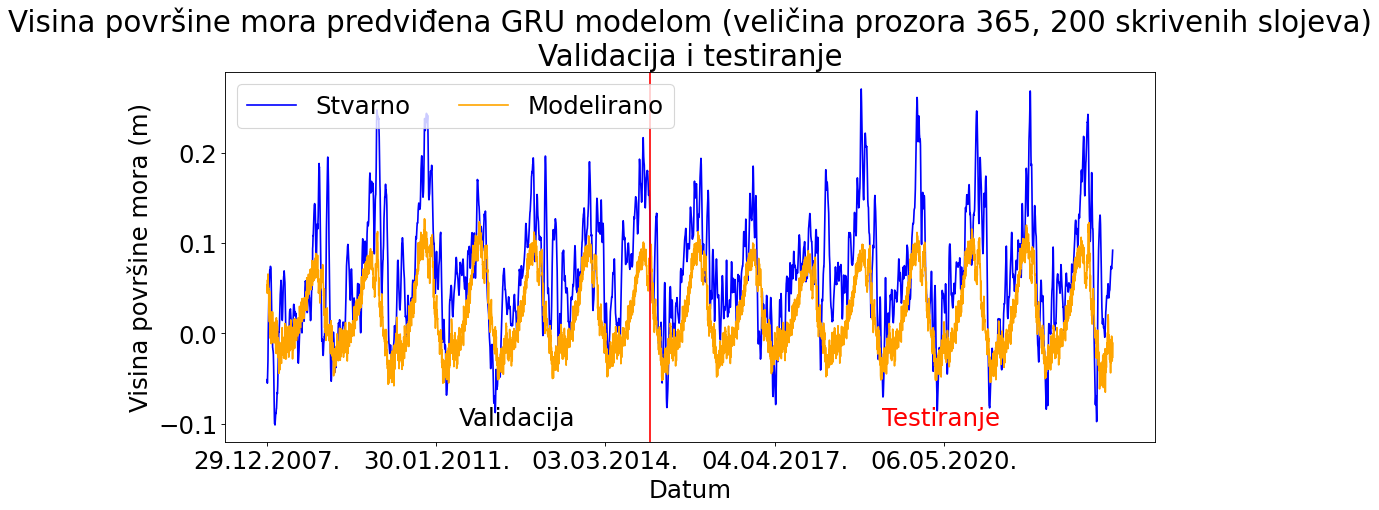 Visina površine mora predviđena GRU modelom (veličina prozora 365, 200 skrivenih slojeva)
Validacija i testiranje
Stvarno Modelirano
Visina površine mora (m)
0.2
0.1
0.0
−0.1
Validacija
Testiranje
29.12.2007. 30.01.2011. 03.03.2014. 04.04.2017. 06.05.2020.
Datum